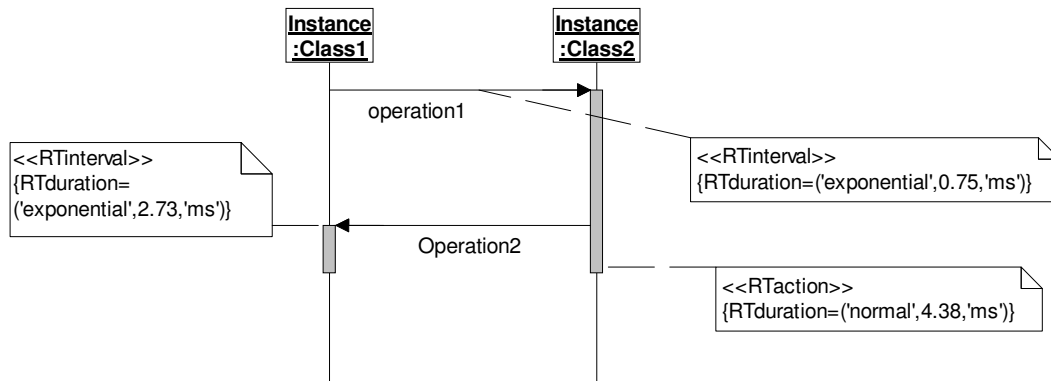 Instance
:Class1
Instance
:Class2
operation1
<<RTinterval>>
{RTduration=
('exponential',2.73,'ms')}
<<RTinterval>>
{RTduration=('exponential',0.75,'ms')}
Operation2
<<RTaction>>
{RTduration=('normal',4.38,'ms')}